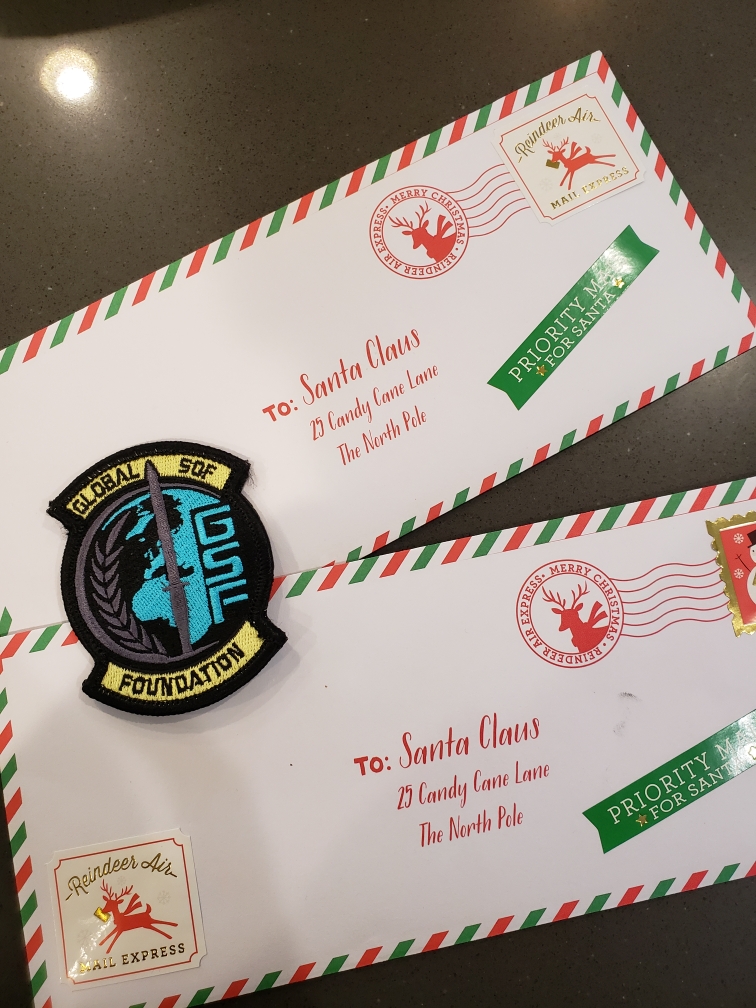 Reindeer Air
MAIL EXPRESS
MERRY CHRISTMAS
REINDEER AIR EXPRESS
PRIORITY MA
FOR SANTA
TO: Santa Claus
25 Candy Cane Lane
The North Pole
GLOBAL SOF
GSF
FOUNDATION
MERRY CHRISTMAS
REINDEER AIR EXPRESS
TO: Santa Claus
25 Candy Cane Lane
The North Pole
PRIORITY MA
FOR SANTA
Reindeer Air
MAIL EXPRESS